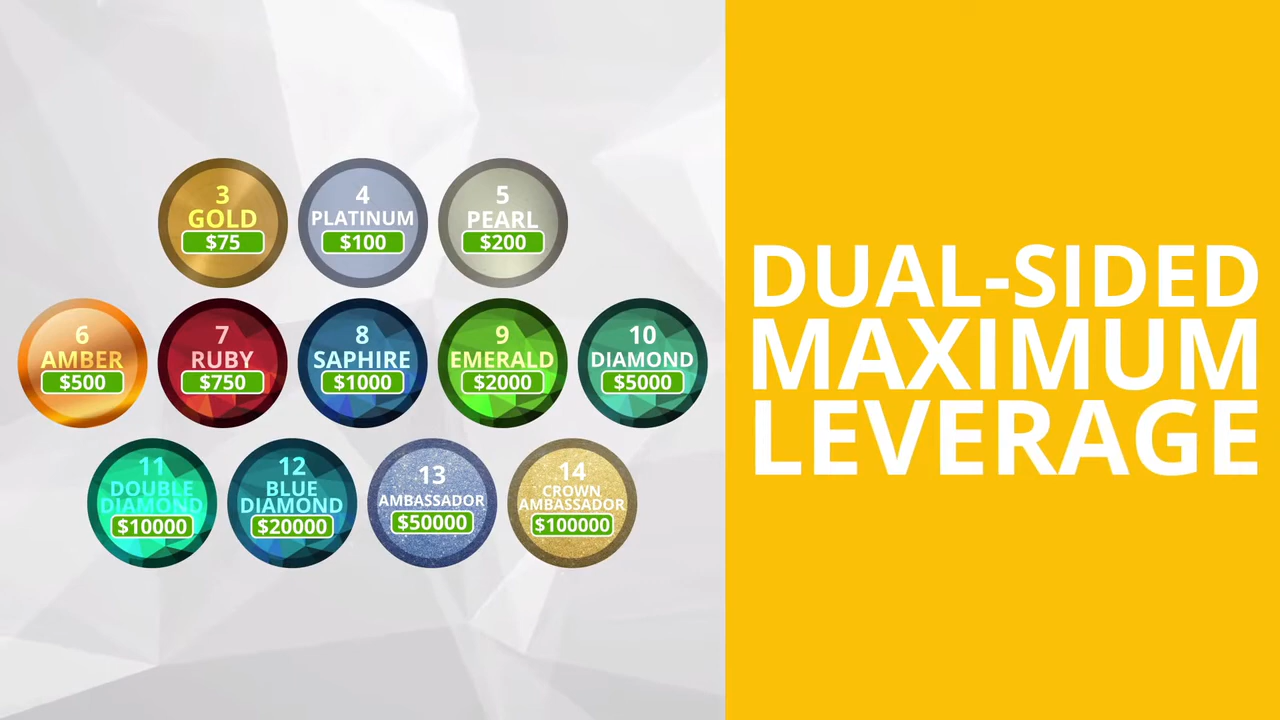 3
GOLD
$75
4
PLATINUM
$100
5
PEARL
$200
6
AMBER
$500
7
RUBY
$750
8
SAPHIRE
$1000
9
EMERALD
$2000
10
DIAMOND
$5000
11
DOUBLE
DIAMOND
$10000
12
BLUE
DIAMOND
$20000
13
AMBASSADOR
$50000
14
CROWN
AMBASSADOR
$100000
DUAL-SIDED
MAXIMUM
LEVERAGE